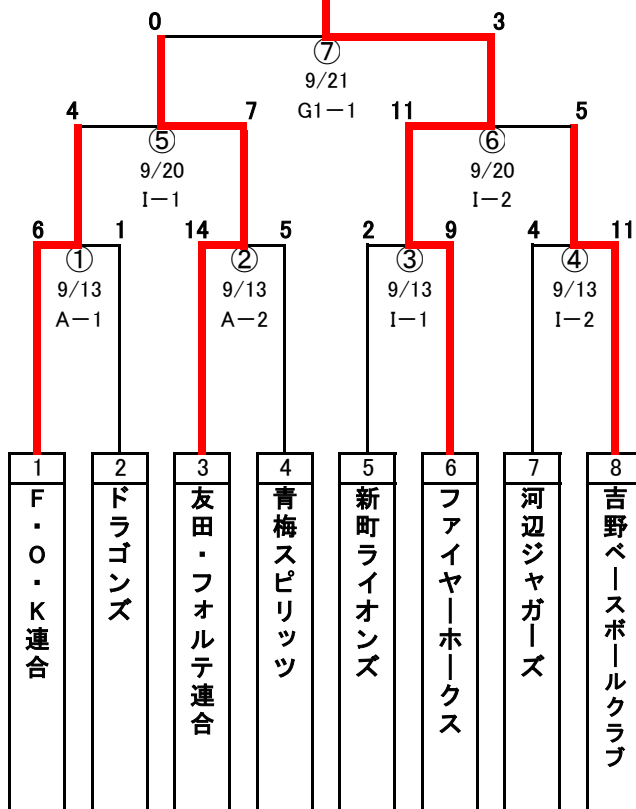 0 3
⑦
9/21
G1－1
4 7 11 5
⑤ ⑥
9/20 9/20
I－1 I－2
6 1 14 5 2 9 4 11
① ② ③ ④
9/13 9/13 9/13 9/13
A－1 A－2 I－1 I－2
1 2 3 4 5 6 7 8
F・O・K連合
ドラゴンズ
友田・フォルテ連合
青梅スピリッツ
新町ライオンズ
ファイヤーホークス
河辺ジャガーズ
吉野ベースボールクラブ